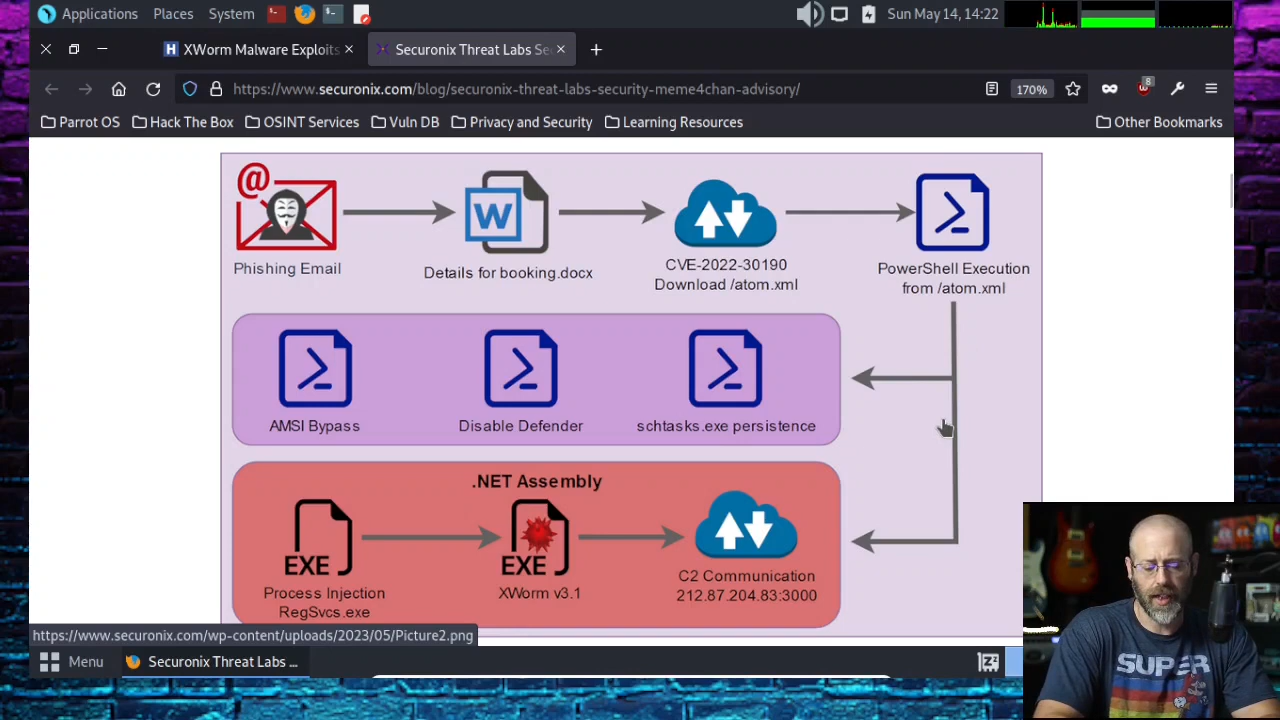 Applications Places System Sun May 14, 14:22
XWorm Malware Exploits Securonix Threat Labs Se
https://www.securonix.com/blog/securonix-threat-labs-security-meme4chan-advisory/ 170% 8
Parrot OS Hack The Box OSINT Services Vuln DB Privacy and Security Learning Resources Other Bookmarks
@
W
Phishing Email
Details for booking.docx
CVE-2022-30190
Download /atom.xml
PowerShell Execution
from /atom.xml
AMSI Bypass
Disable Defender
schtasks.exe persistence
.NET Assembly
EXE
EXE
Process Injection
RegSvcs.exe
XWorm v3.1
C2 Communication
212.87.204.83:3000
https://www.securonix.com/wp-content/uploads/2023/05/Picture2.png
Menu Securonix Threat Labs ...
SUPER